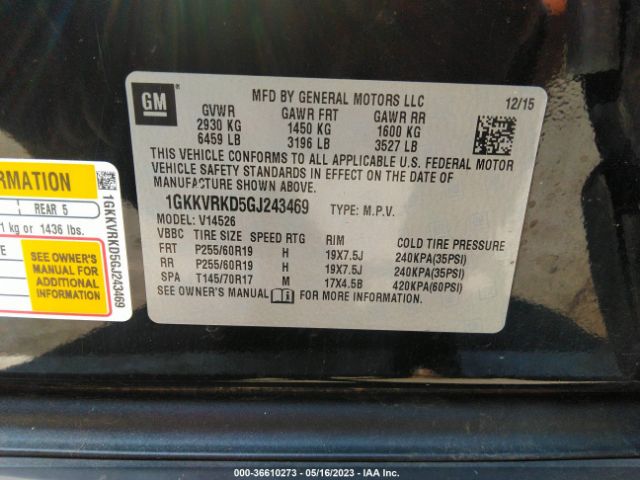 GM
MFD BY GENERAL MOTORS LLC 12/15
GVWR GAWR FRT GAWR RR
2930 KG 1450 KG 1600 KG
6459 LB 3196 LB 3527 LB
THIS VEHICLE CONFORMS TO ALL APPLICABLE U.S. FEDERAL MOTOR
VEHICLE SAFETY STANDARDS IN EFFECT ON THE DATE OF
MANUFACTURE SHOWN ABOVE.
1GKKVRKD5GJ243469 TYPE: M.P.V.
MODEL: V14526
VBBC TIRE SIZE SPEED RTG RIM COLD TIRE PRESSURE
FRT P255/60R19 H 19X7.5J 240KPA(35PSI)
RR P255/60R19 H 19X7.5J 240KPA(35PSI)
SPA T145/70R17 M 17X4.5B 420KPA(60PSI)
SEE OWNER'S MANUAL FOR MORE INFORMATION.
RMATION
REAR 5
1 kg or 1436 lbs.
SEE OWNER'S
MANUAL FOR
ADDITIONAL
INFORMATION
1GKKVRKD5GJ243469
000-36610273 - 05/16/2023 - IAA Inc.